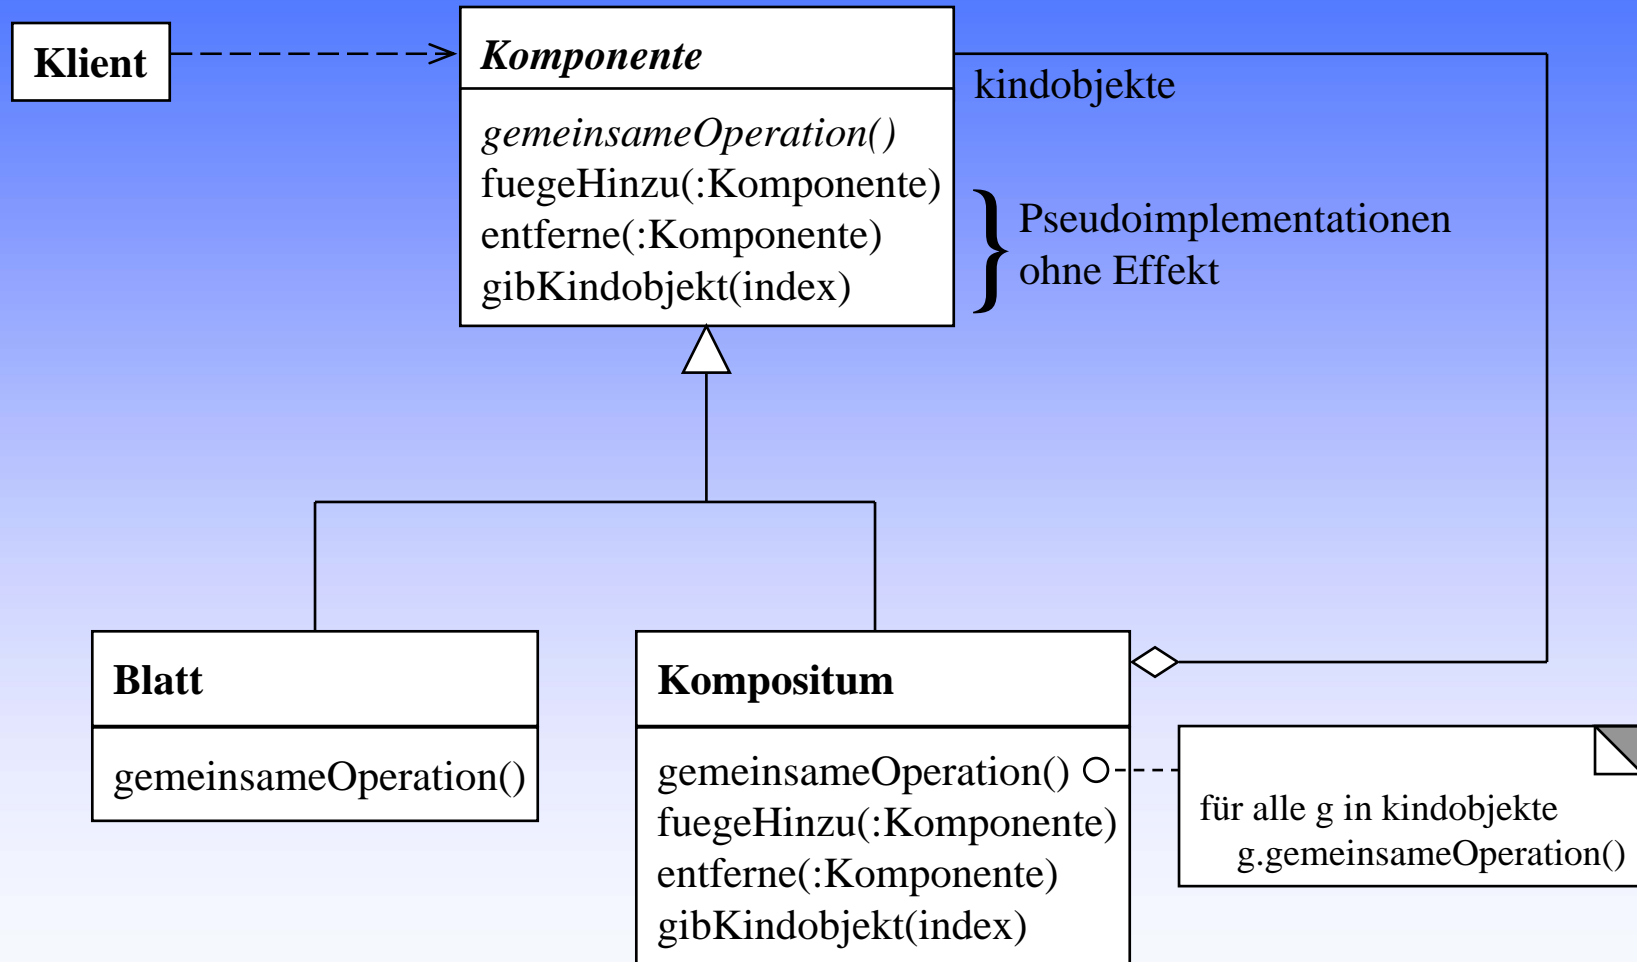 Klient
Komponente
kindobjekte
gemeinsameOperation()
fuegeHinzu(:Komponente)
entferne(:Komponente)
gibKindobjekt(index)
Pseudoimplementationen
ohne Effekt
Blatt
gemeinsameOperation()
Kompositum
gemeinsameOperation()
fuegeHinzu(:Komponente)
entferne(:Komponente)
gibKindobjekt(index)
für alle g in kindobjekte
g.gemeinsameOperation()